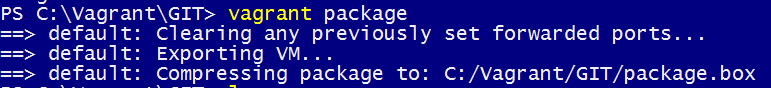 PS C:\Vagrant\GIT> vagrant package
==> default: Clearing any previously set forwarded ports...
==> default: Exporting VM...
==> default: Compressing package to: C:/Vagrant/GIT/package.box